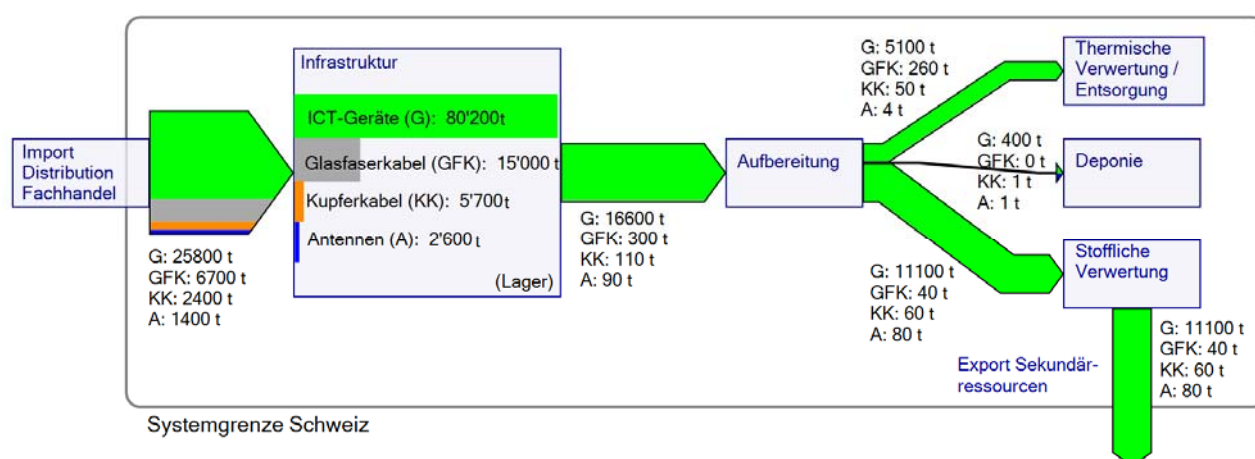 Import
Distribution
Fachhandel
G: 25800 t
GFK: 6700 t
KK: 2400 t
A: 1400 t
Infrastruktur
ICT-Geräte (G): 80'200t
Glasfaserkabel (GFK): 15'000 t
Kupferkabel (KK): 5'700t
Antennen (A): 2'600t
(Lager)
G: 16600 t
GFK: 300 t
KK: 110 t
A: 90 t
Aufbereitung
G: 5100 t
GFK: 260 t
KK: 50 t
A: 4 t
Thermische
Verwertung /
Entsorgung
G: 400 t
GFK: 0 t
KK: 1 t
A: 1 t
Deponie
G: 11100 t
GFK: 40 t
KK: 60 t
A: 80 t
Stoffliche
Verwertung
Export Sekundär-
ressourcen
G: 11100 t
GFK: 40 t
KK: 60 t
A: 80 t
Systemgrenze Schweiz